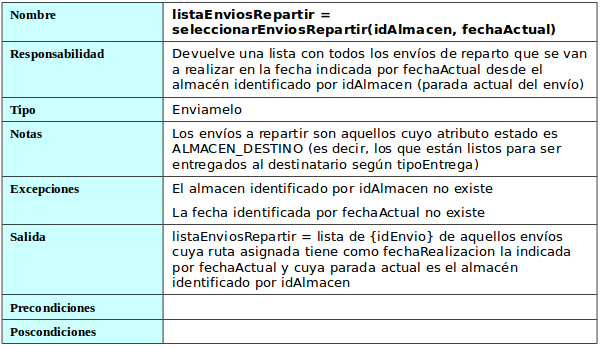 Nombre
listaEnviosRepartir =
seleccionarEnviosRepartir(idAlmacen, fechaActual)
Responsabilidad
Devuelve una lista con todos los envíos de reparto que se van
a realizar en la fecha indicada por fechaActual desde el
almacén identificado por idAlmacen (parada actual del envío)
Tipo
Enviamelo
Notas
Los envíos a repartir son aquellos cuyo atributo estado es
ALMACEN_DESTINO (es decir, los que están listos para ser
entregados al destinatario según tipoEntrega)
Excepciones
El almacen identificado por idAlmacen no existe
La fecha identificada por fechaActual no existe
Salida
listaEnviosRepartir = lista de {idEnvio} de aquellos envíos
cuya ruta asignada tiene como fechaRealizacion la indicada
por fechaActual y cuya parada actual es el almacén
identificado por idAlmacen
Precondiciones
Poscondiciones